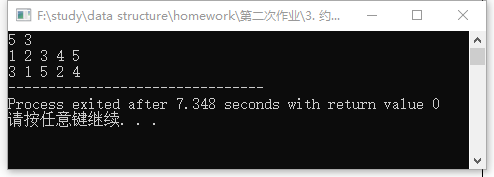 F:\study\data structure\homework\第二次作业\3. 约...
5 3
1 2 3 4 5
3 1 5 2 4
--------------------------------
Process exited after 7.348 seconds with return value 0
请按任意键继续. . .